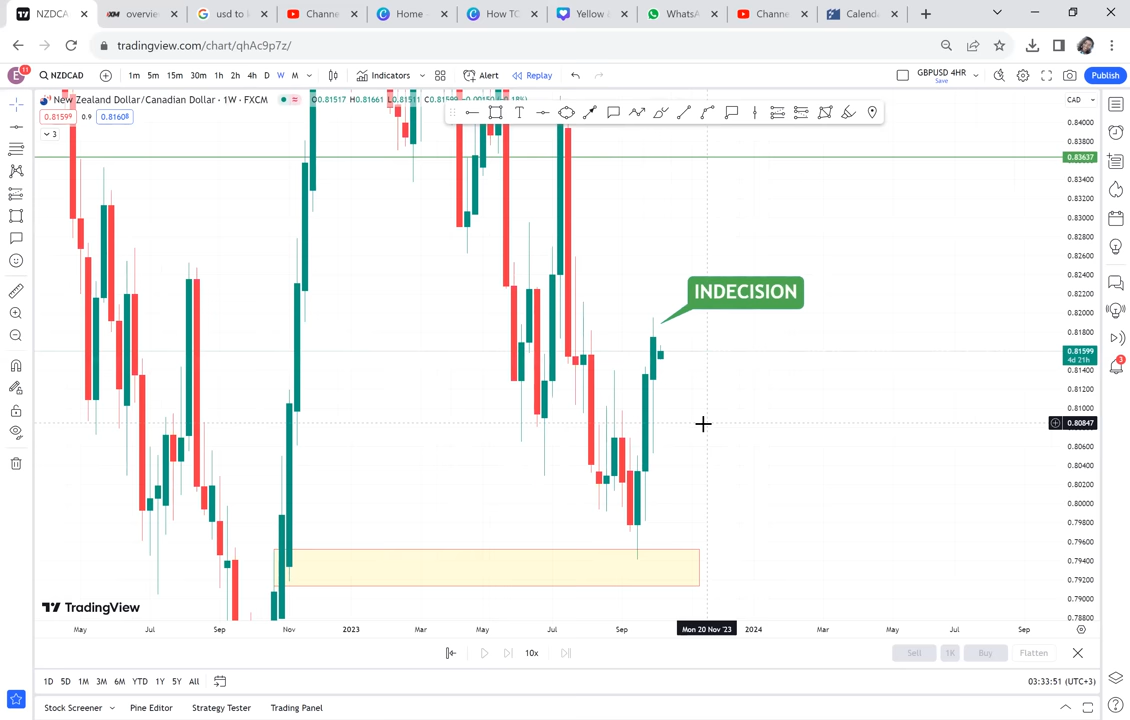 NZDCA
overview
usd to
Channe
Home -
How TC
Yellow &
WhatsA
Channe
Calenda
tradingview.com/chart/qhAc9p7z/
E 11 NZDCAD 1m 5m 15m 30m 1h 2h 4h D W M Indicators Alert Replay GBPUSD 4HR Save Publish
New Zealand Dollar/Canadian Dollar · 1W · FXCM
CAD
0.81599 0.9 0.81608
3
0.84000
0.83637
0.83400
0.83200
0.83000
0.82800
0.82600
0.82400
0.82200
INDECISION
0.82000
0.81800
0.81599
4d 21h
0.81400
0.81200
0.81000
0.80847
0.80600
0.80400
0.80200
0.80000
0.79800
0.79600
0.79400
0.79200
0.79000
0.78800
TradingView
May Jul Sep Nov 2023 Mar May Jul Sep Mon 20 Nov '23 2024 Mar May Jul Sep
10x Sell 1K Buy Flatten
1D 5D 1M 3M 6M YTD 1Y 5Y All 03:33:51 (UTC+3)
Stock Screener Pine Editor Strategy Tester Trading Panel
3